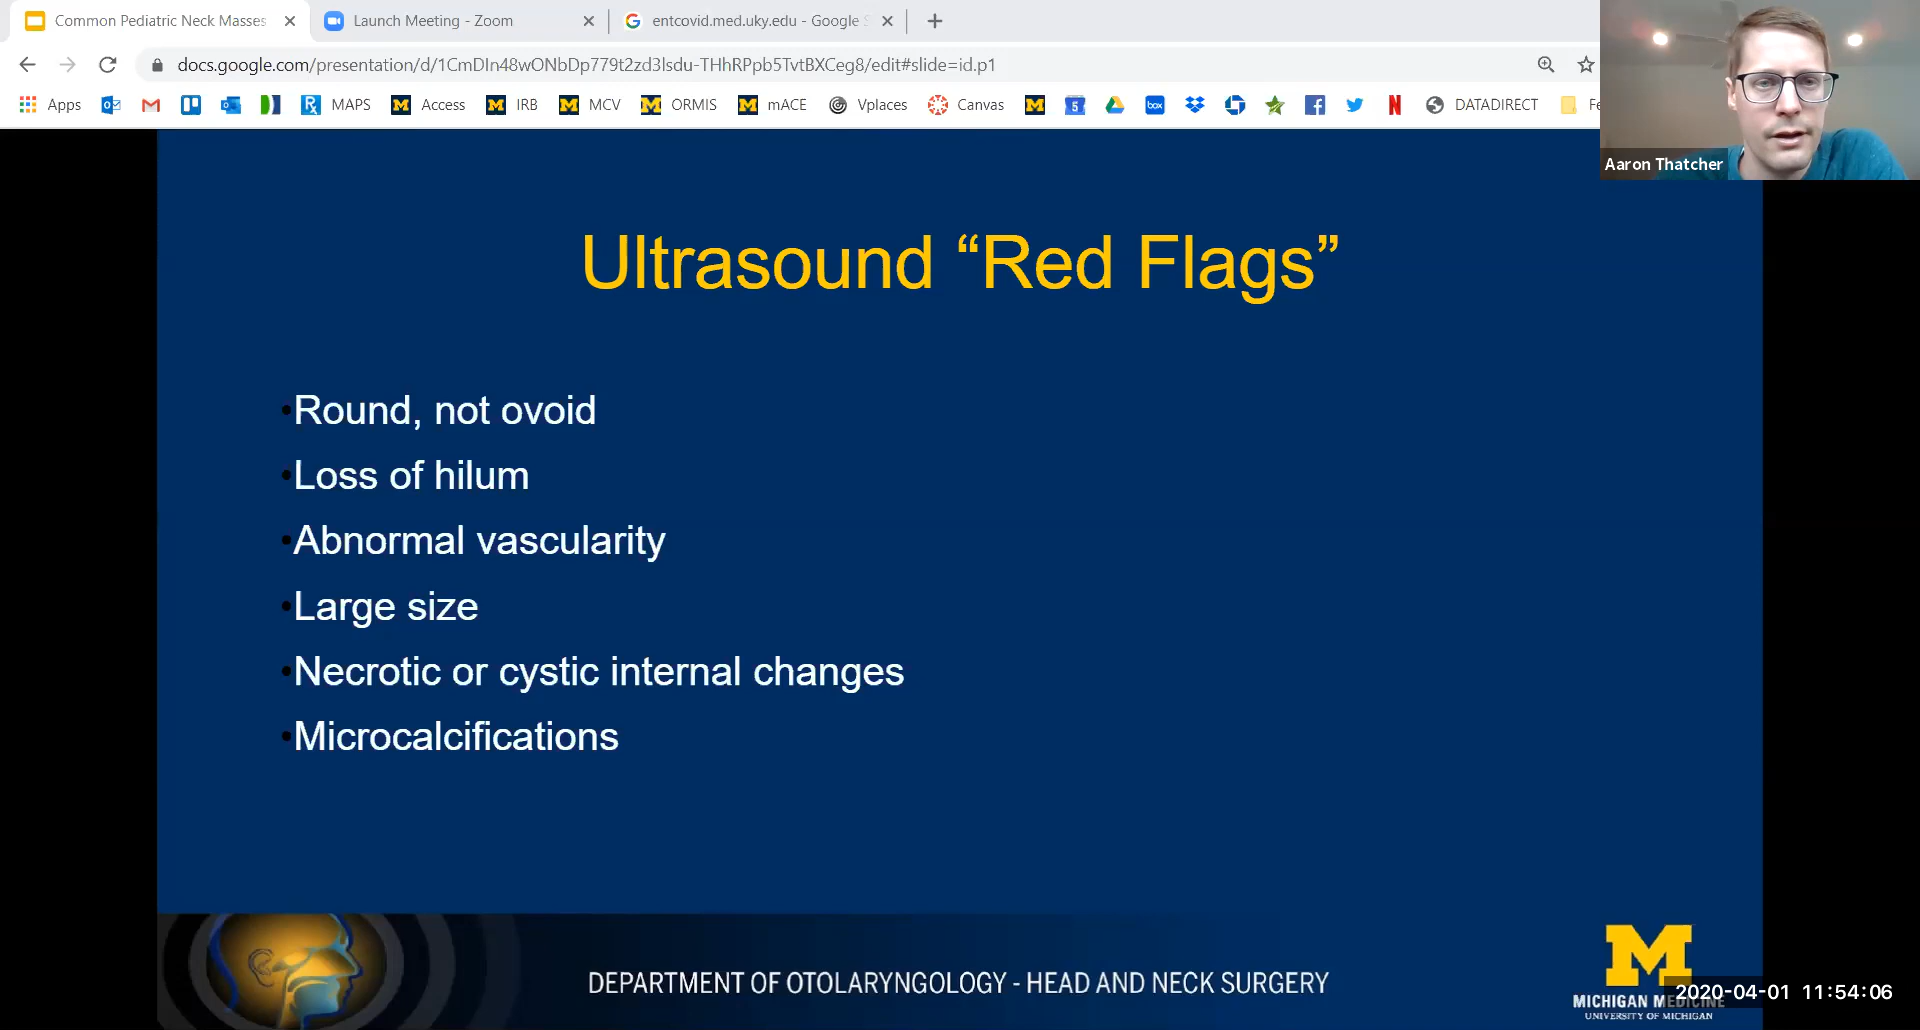 Common Pediatric Neck Masses
Launch Meeting - Zoom
entcovid.med.uky.edu - Google
docs.google.com/presentation/d/1CmDIn48wONbDp779t2zd3lsdu-THhRPpb5TvtBXCeg8/edit#slide=id.p1
Apps MAPS Access IRB MCV ORMIS mACE Vplaces Canvas 5 box DATADIRECT
Aaron Thatcher
Ultrasound “Red Flags”
•Round, not ovoid
•Loss of hilum
•Abnormal vascularity
•Large size
•Necrotic or cystic internal changes
•Microcalcifications
DEPARTMENT OF OTOLARYNGOLOGY - HEAD AND NECK SURGERY
M
MICHIGAN MEDICINE
UNIVERSITY OF MICHIGAN
2020-04-01 11:54:06